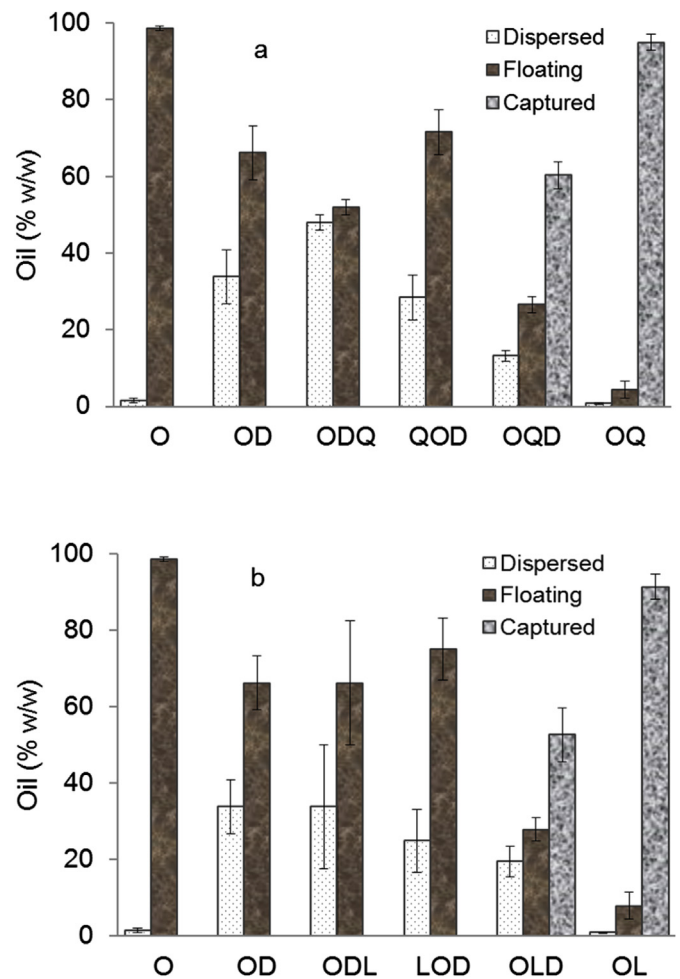 100
80
60
40
20
0
Oil (% w/w)
a
Dispersed
Floating
Captured
O OD ODQ QOD OQD OQ
100
80
60
40
20
0
Oil (% w/w)
b
Dispersed
Floating
Captured
O OD ODL LOD OLD OL